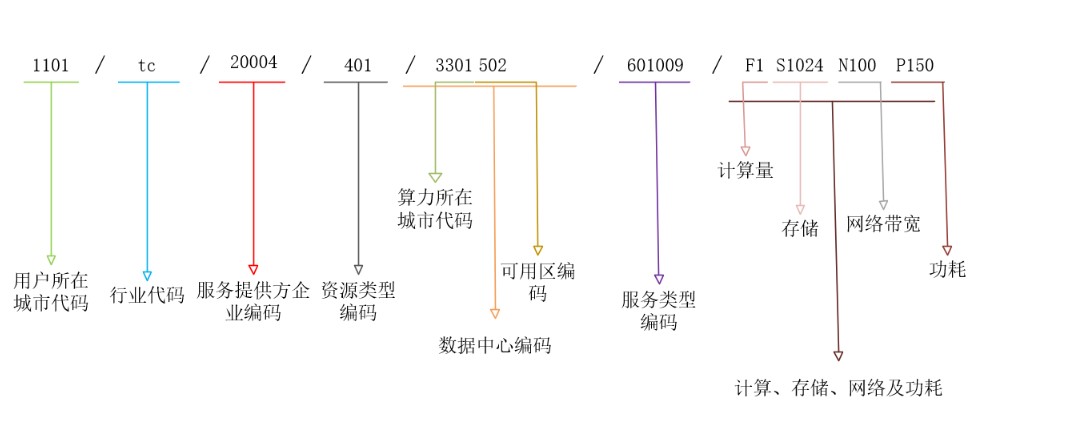 1101 / tc / 20004 / 401 / 3301 502 / 601009 / F1 S1024 N100 P150
计算量
算力所在
城市代码
存储
网络带宽
用户所在
城市代码
行业代码
服务提供方企
业编码
资源类型
编码
可用区编
码
服务类型
编码
功耗
数据中心编码
计算、存储、网络及功耗